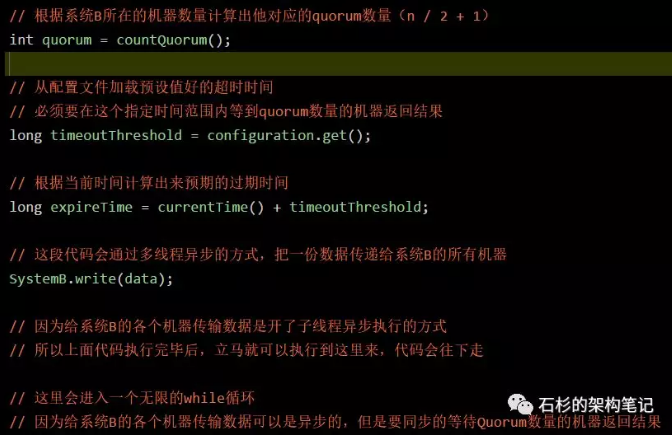 // 根据系统B所在的机器数量计算出他对应的quorum数量（n / 2 + 1）
int quorum = countQuorum();
// 从配置文件加载预设值好的超时时间
// 必须要在这个指定时间范围内等到quorum数量的机器返回结果
long timeoutThreshold = configuration.get();
// 根据当前时间计算出来预期的过期时间
long expireTime = currentTime() + timeoutThreshold;
// 这段代码会通过多线程异步的方式，把一份数据传递给系统B的所有机器
SystemB.write(data);
// 因为给系统B的各个机器传输数据是开了子线程异步执行的方式
// 所以上面代码执行完毕后，立马就可以执行到这里来，代码会往下走
// 这里会进入一个无限的while循环
// 因为给系统B的各个机器传输数据可以是异步的，但是要同步的等待Quorum数量的机器返回结果
石杉的架构笔记